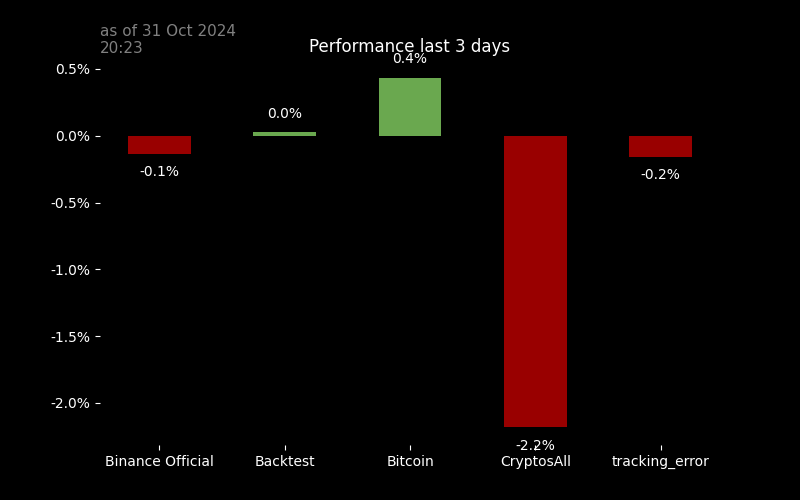 as of 31 Oct 2024
20:23
Performance last 3 days
0.5%
0.0%
-0.5%
-1.0%
-1.5%
-2.0%
-0.1%
0.0%
0.4%
-2.2%
-0.2%
Binance Official
Backtest
Bitcoin
CryptosAll
tracking_error